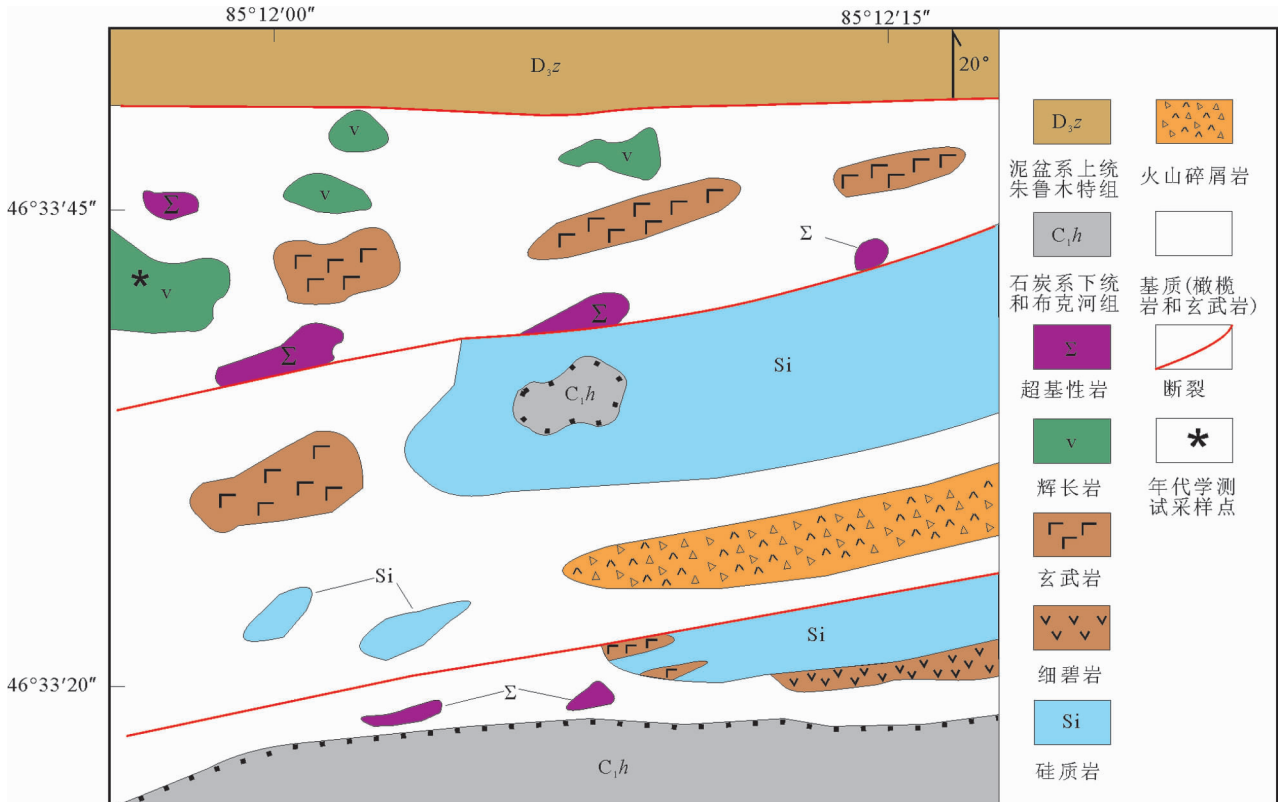 85°12′00″
85°12′15″
D₃z
20°
v
v
v
Σ
46°33′45″
Σ
v
Σ
Σ
Si
C₁h
Si
Si
46°33′20″
Σ
C₁h
D₃z
泥盆系上统
朱鲁木特组
火山碎屑岩
C₁h
石炭系下统
和布克河组
基质(橄榄
岩和玄武岩)
Σ
超基性岩
断裂
v
辉长岩
*
年代学测
试采样点
玄武岩
细碧岩
Si
硅质岩